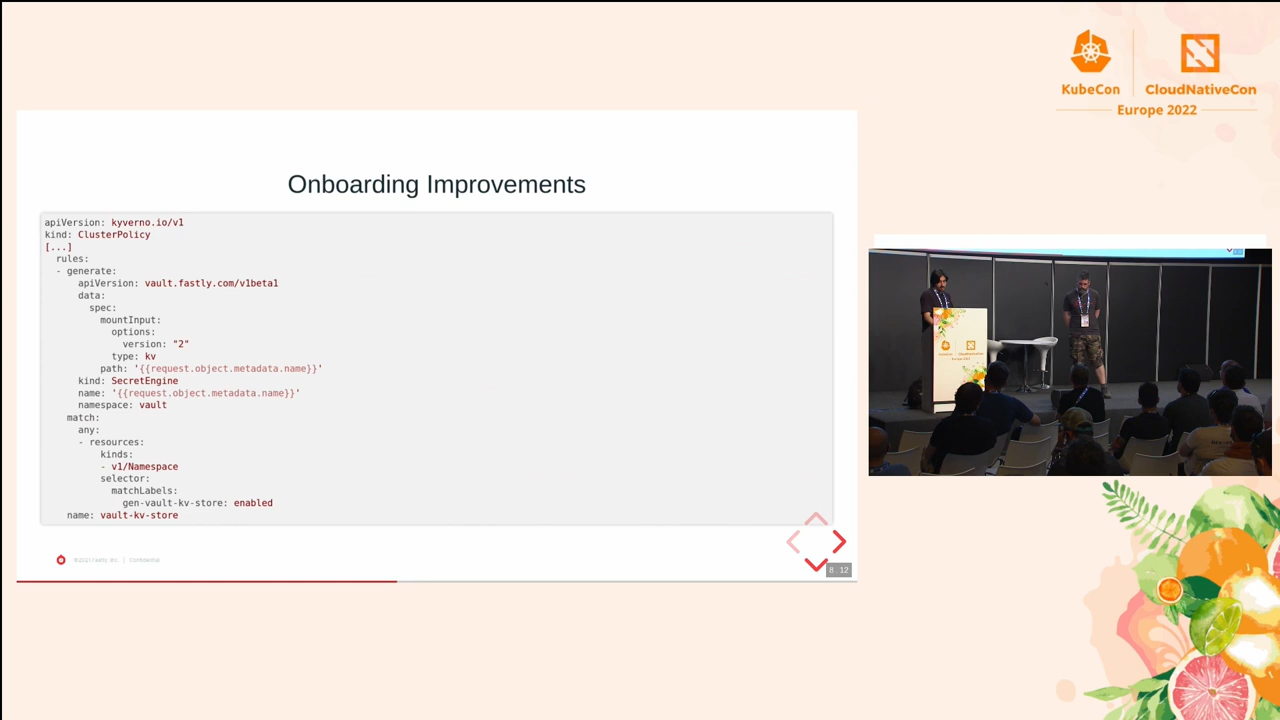 KubeCon
CloudNativeCon
Europe 2022
Onboarding Improvements
apiVersion: kyverno.io/v1
kind: ClusterPolicy
[...]
rules:
- generate:
apiVersion: vault.fastly.com/v1beta1
data:
spec:
mountInput:
options:
version: "2"
type: kv
path: '{{request.object.metadata.name}}'
kind: SecretEngine
name: '{{request.object.metadata.name}}'
namespace: vault
match:
any:
- resources:
kinds:
- v1/Namespace
selector:
matchLabels:
gen-vault-kv-store: enabled
name: vault-kv-store
Confidential
8.12